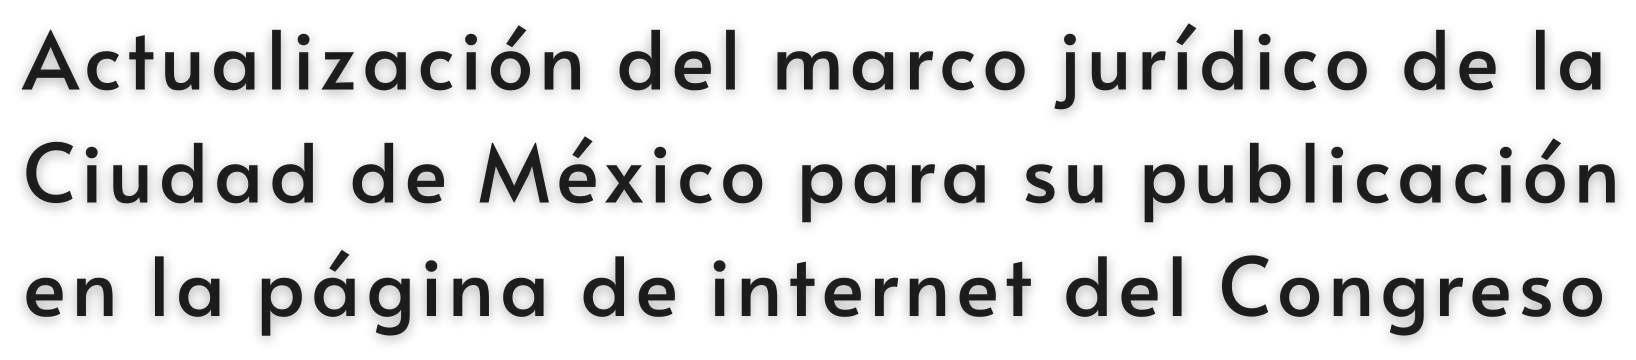 Actualización del marco jurídico de la
Ciudad de México para su publicación
en la página de internet del Congreso